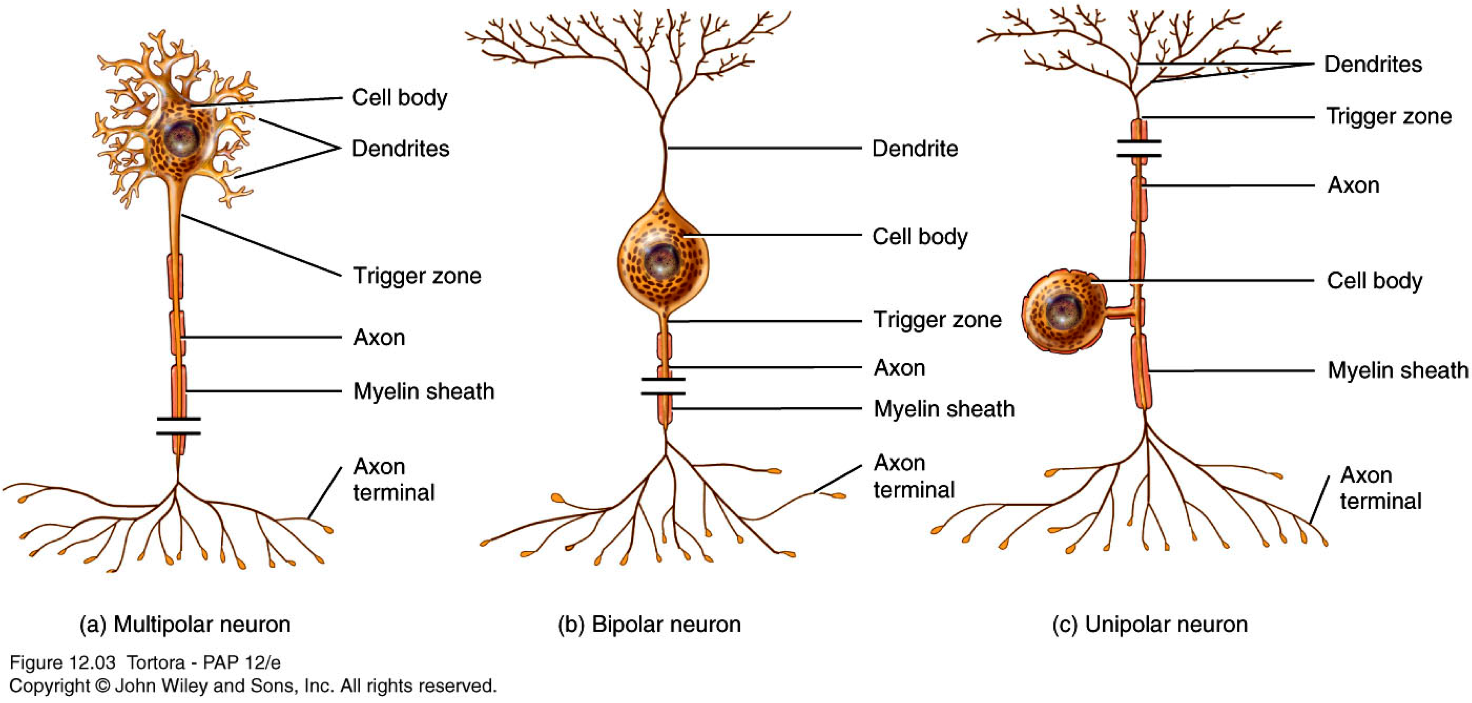 Cell body
Dendrites
Trigger zone
Axon
Myelin sheath
Axon
terminal
(a) Multipolar neuron
Dendrite
Cell body
Trigger zone
Axon
Myelin sheath
Axon
terminal
(b) Bipolar neuron
Dendrites
Trigger zone
Axon
Cell body
Myelin sheath
Axon
terminal
(c) Unipolar neuron
Figure 12.03 Tortora - PAP 12/e
Copyright © John Wiley and Sons, Inc. All rights reserved.